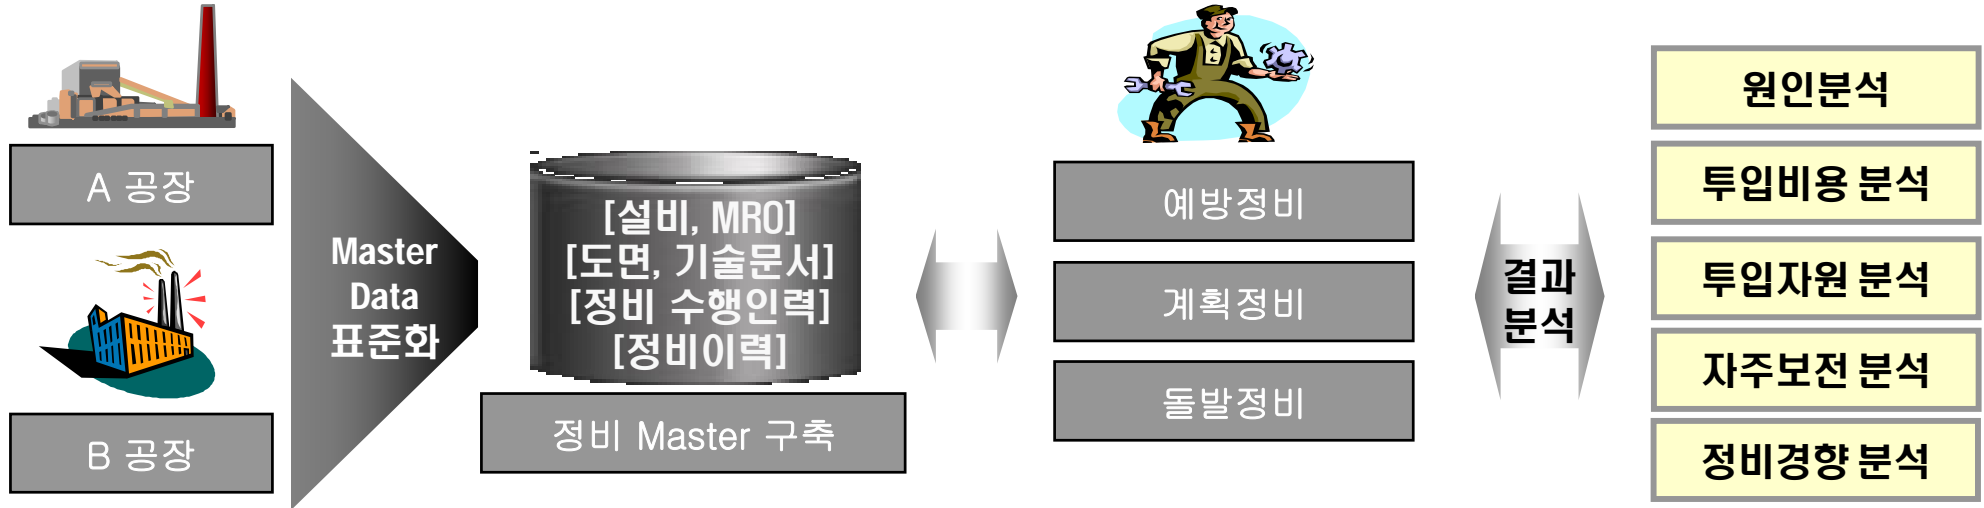 A 공장
B 공장
Master
Data
표준화
[설비, MRO]
[도면, 기술문서]
[정비 수행인력]
[정비이력]
정비 Master 구축
예방정비
계획정비
돌발정비
결과
분석
원인분석
투입비용 분석
투입자원 분석
자주보전 분석
정비경향 분석